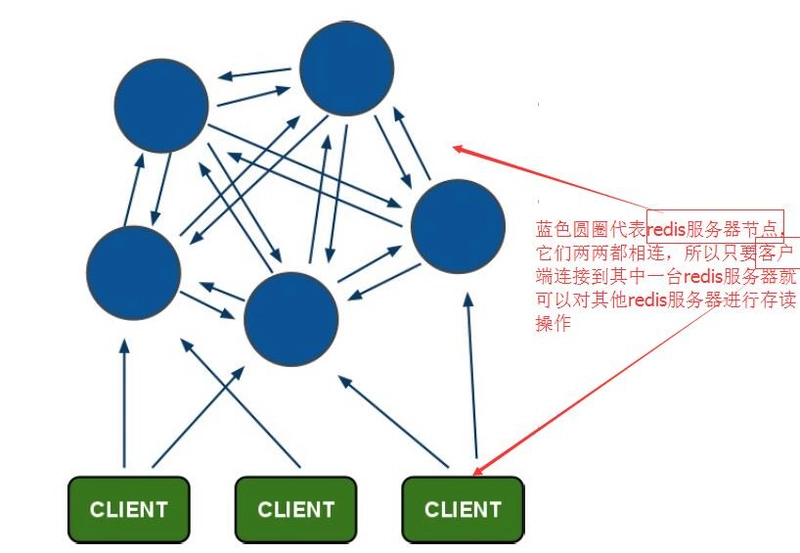 蓝色圆圈代表redis服务器节点，
它们两两都相连，所以只要客户
端连接到其中一台redis服务器就
可以对其他redis服务器进行存读
操作
CLIENT
CLIENT
CLIENT